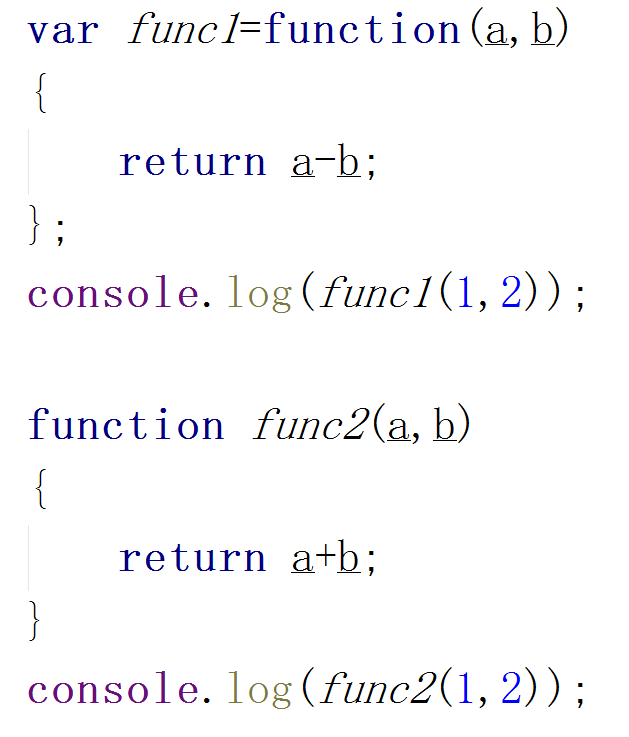 var func1=function(a,b)
{
    return a-b;
};
console.log(func1(1,2));

function func2(a,b)
{
    return a+b;
}
console.log(func2(1,2));